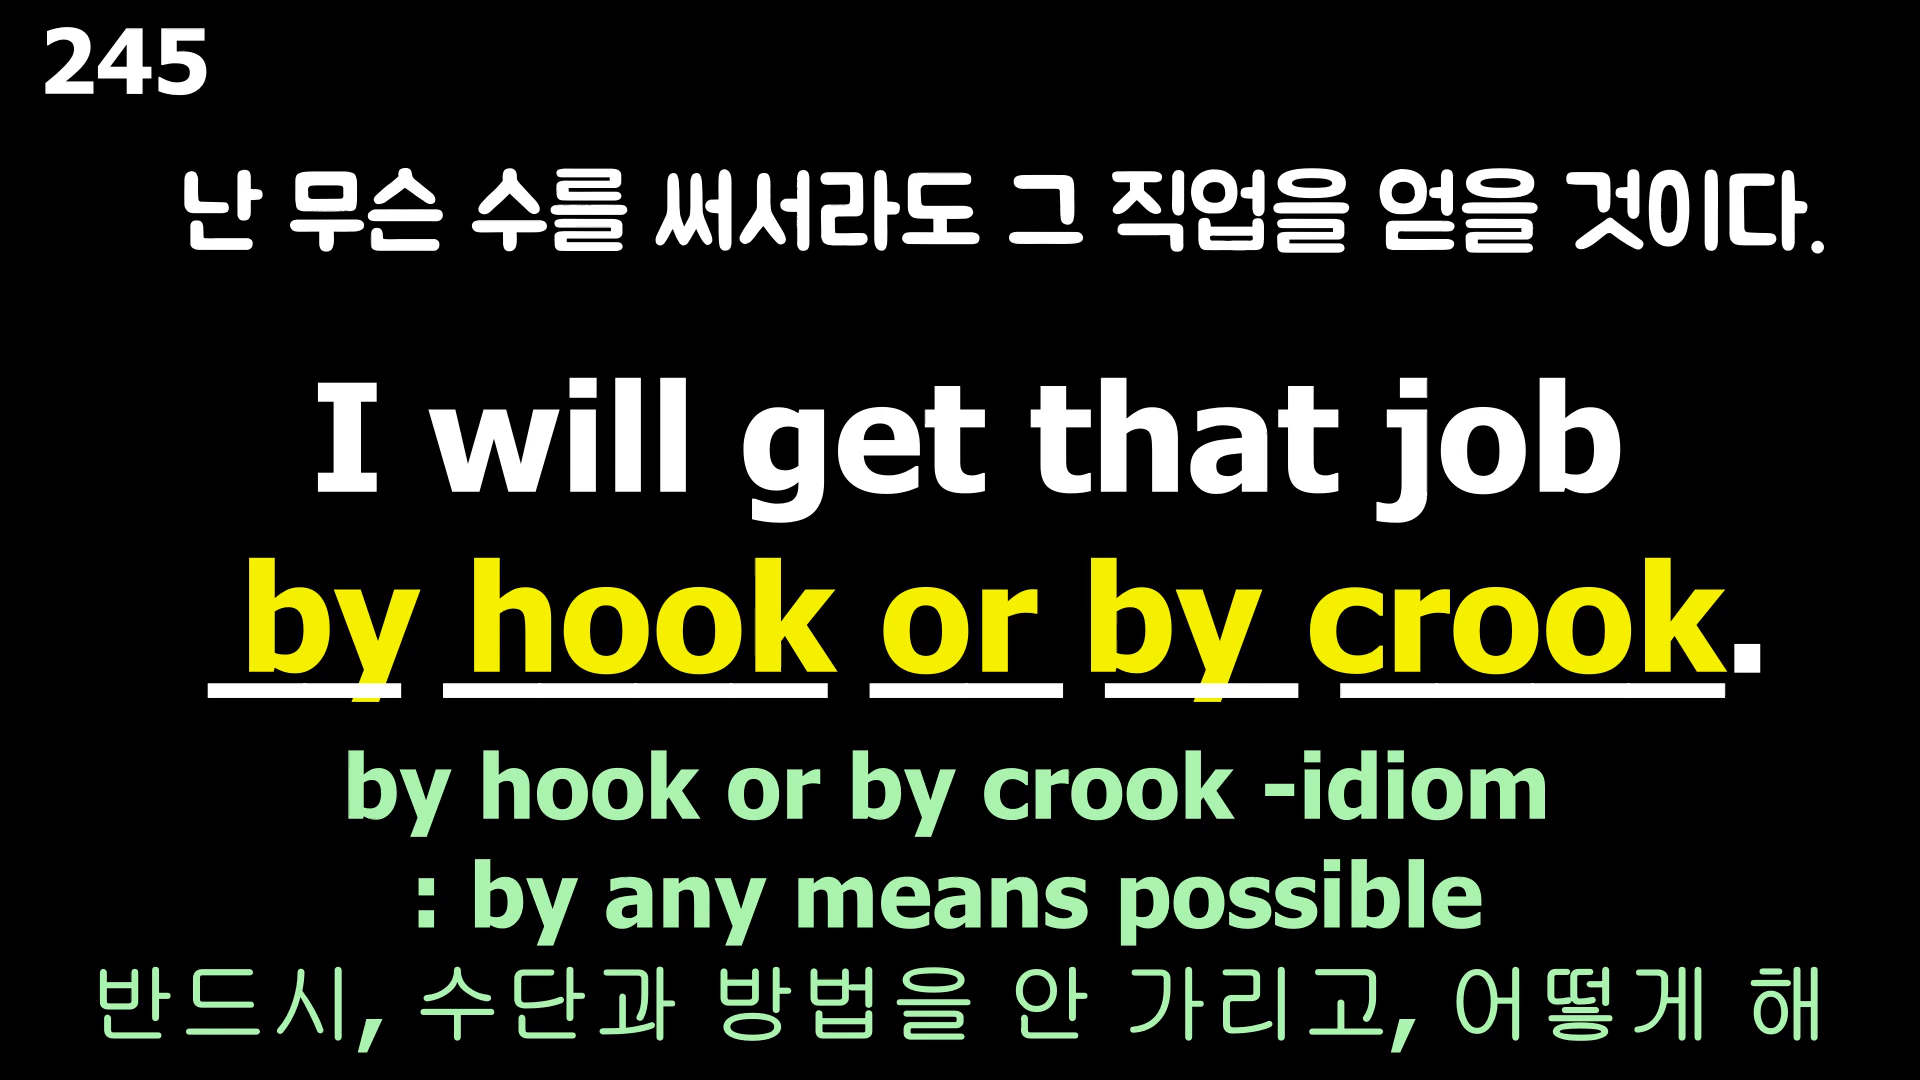 245
난 무슨 수를 써서라도 그 직업을 얻을 것이다.
I will get that job
by hook or by crook.
by hook or by crook -idiom
: by any means possible
반드시, 수단과 방법을 안 가리고, 어떻게 해